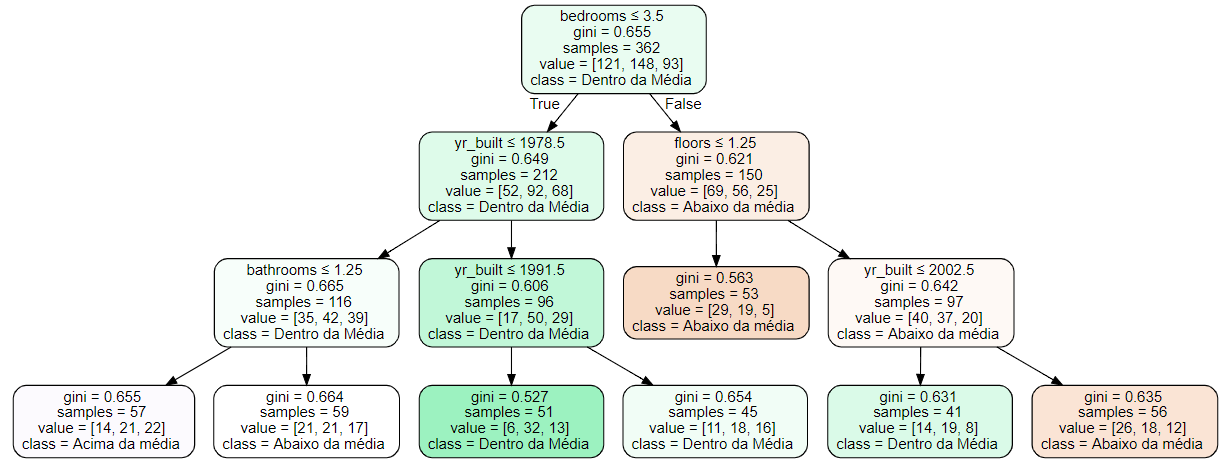 bedrooms ≤ 3.5
gini = 0.655
samples = 362
value = [121, 148, 93]
class = Dentro da Média
True
False
yr_built ≤ 1978.5
gini = 0.649
samples = 212
value = [52, 92, 68]
class = Dentro da Média
floors ≤ 1.25
gini = 0.621
samples = 150
value = [69, 56, 25]
class = Abaixo da média
bathrooms ≤ 1.25
gini = 0.665
samples = 116
value = [35, 42, 39]
class = Dentro da Média
yr_built ≤ 1991.5
gini = 0.606
samples = 96
value = [17, 50, 29]
class = Dentro da Média
gini = 0.563
samples = 53
value = [29, 19, 5]
class = Abaixo da média
yr_built ≤ 2002.5
gini = 0.642
samples = 97
value = [40, 37, 20]
class = Abaixo da média
gini = 0.655
samples = 57
value = [14, 21, 22]
class = Acima da média
gini = 0.664
samples = 59
value = [21, 21, 17]
class = Abaixo da média
gini = 0.527
samples = 51
value = [6, 32, 13]
class = Dentro da Média
gini = 0.654
samples = 45
value = [11, 18, 16]
class = Dentro da Média
gini = 0.631
samples = 41
value = [14, 19, 8]
class = Dentro da Média
gini = 0.635
samples = 56
value = [26, 18, 12]
class = Abaixo da média